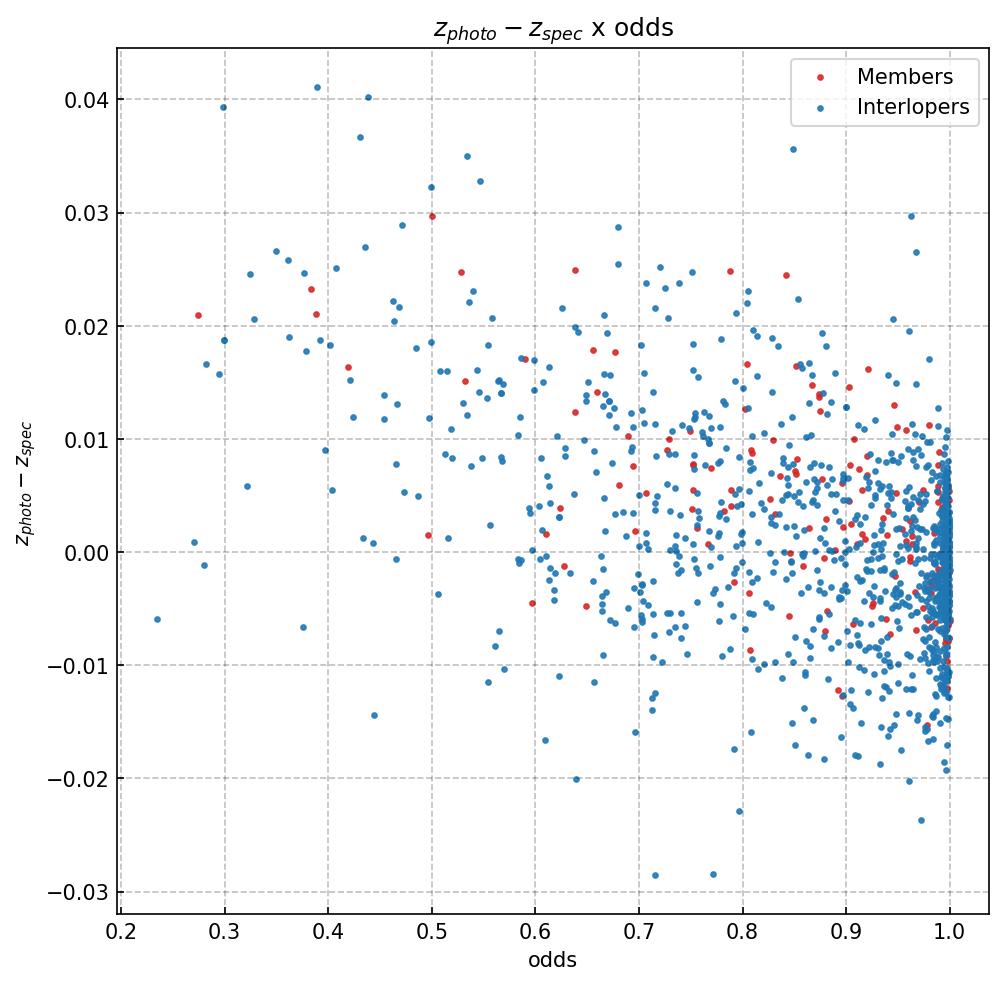 z_photo − z_spec x odds
Members
Interlopers
0.04
0.03
0.02
0.01
0.00
−0.01
−0.02
−0.03
z_photo − z_spec
0.2 0.3 0.4 0.5 0.6 0.7 0.8 0.9 1.0
odds